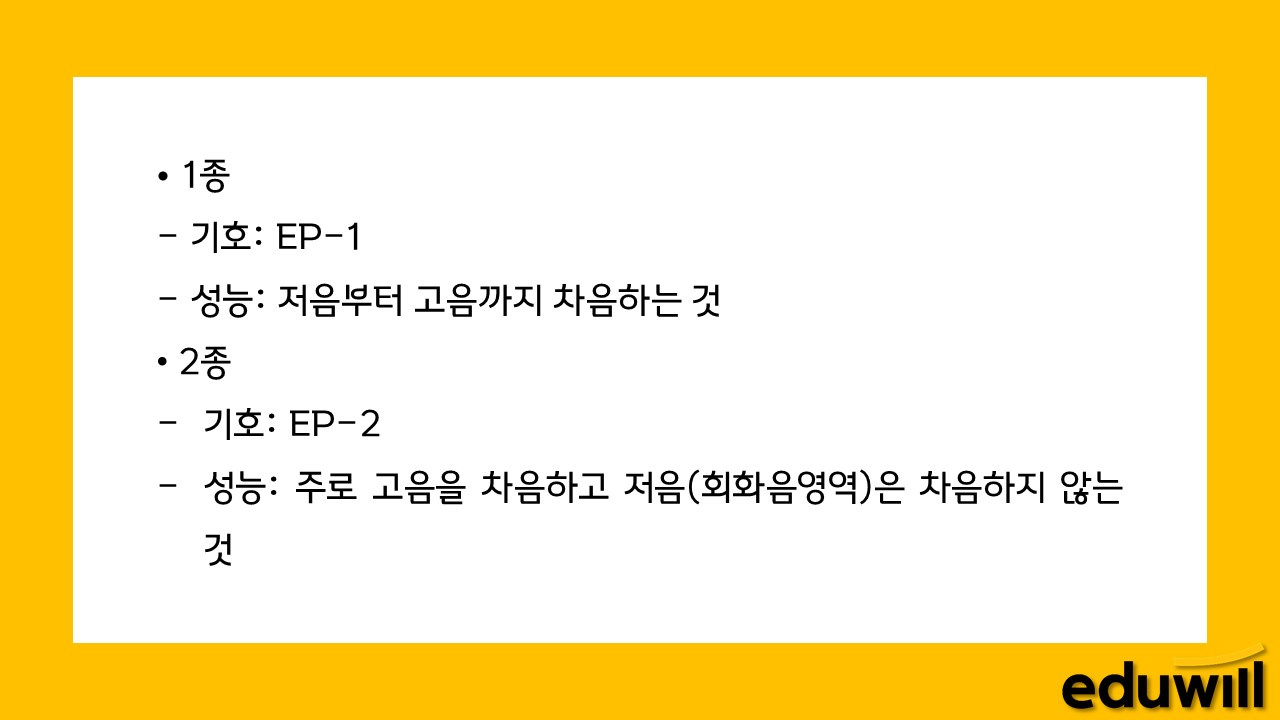 • 1종
- 기호: EP-1
- 성능: 저음부터 고음까지 차음하는 것
• 2종
- 기호: EP-2
- 성능: 주로 고음을 차음하고 저음(회화음영역)은 차음하지 않는
것
eduwill